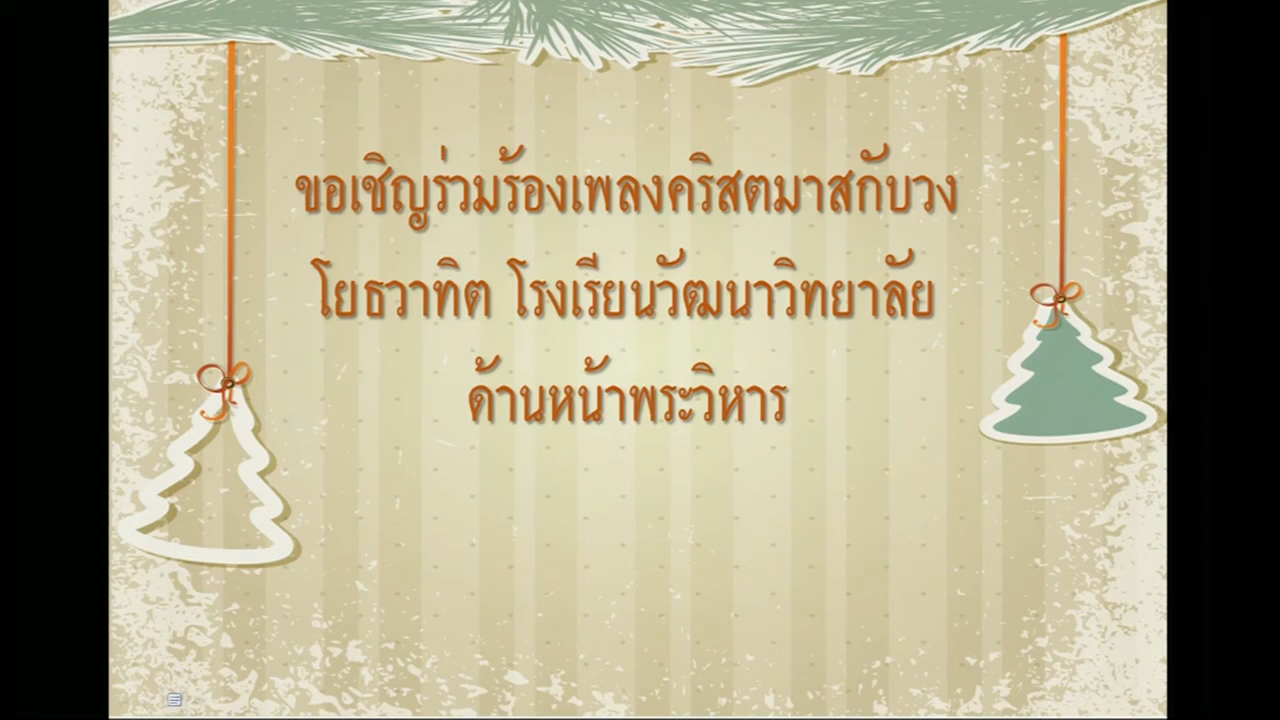 ขอเชิญร่วมร้องเพลงคริสตมาสกับวง
โยธวาทิต โรงเรียนวัฒนาวิทยาลัย
ด้านหน้าพระวิหาร